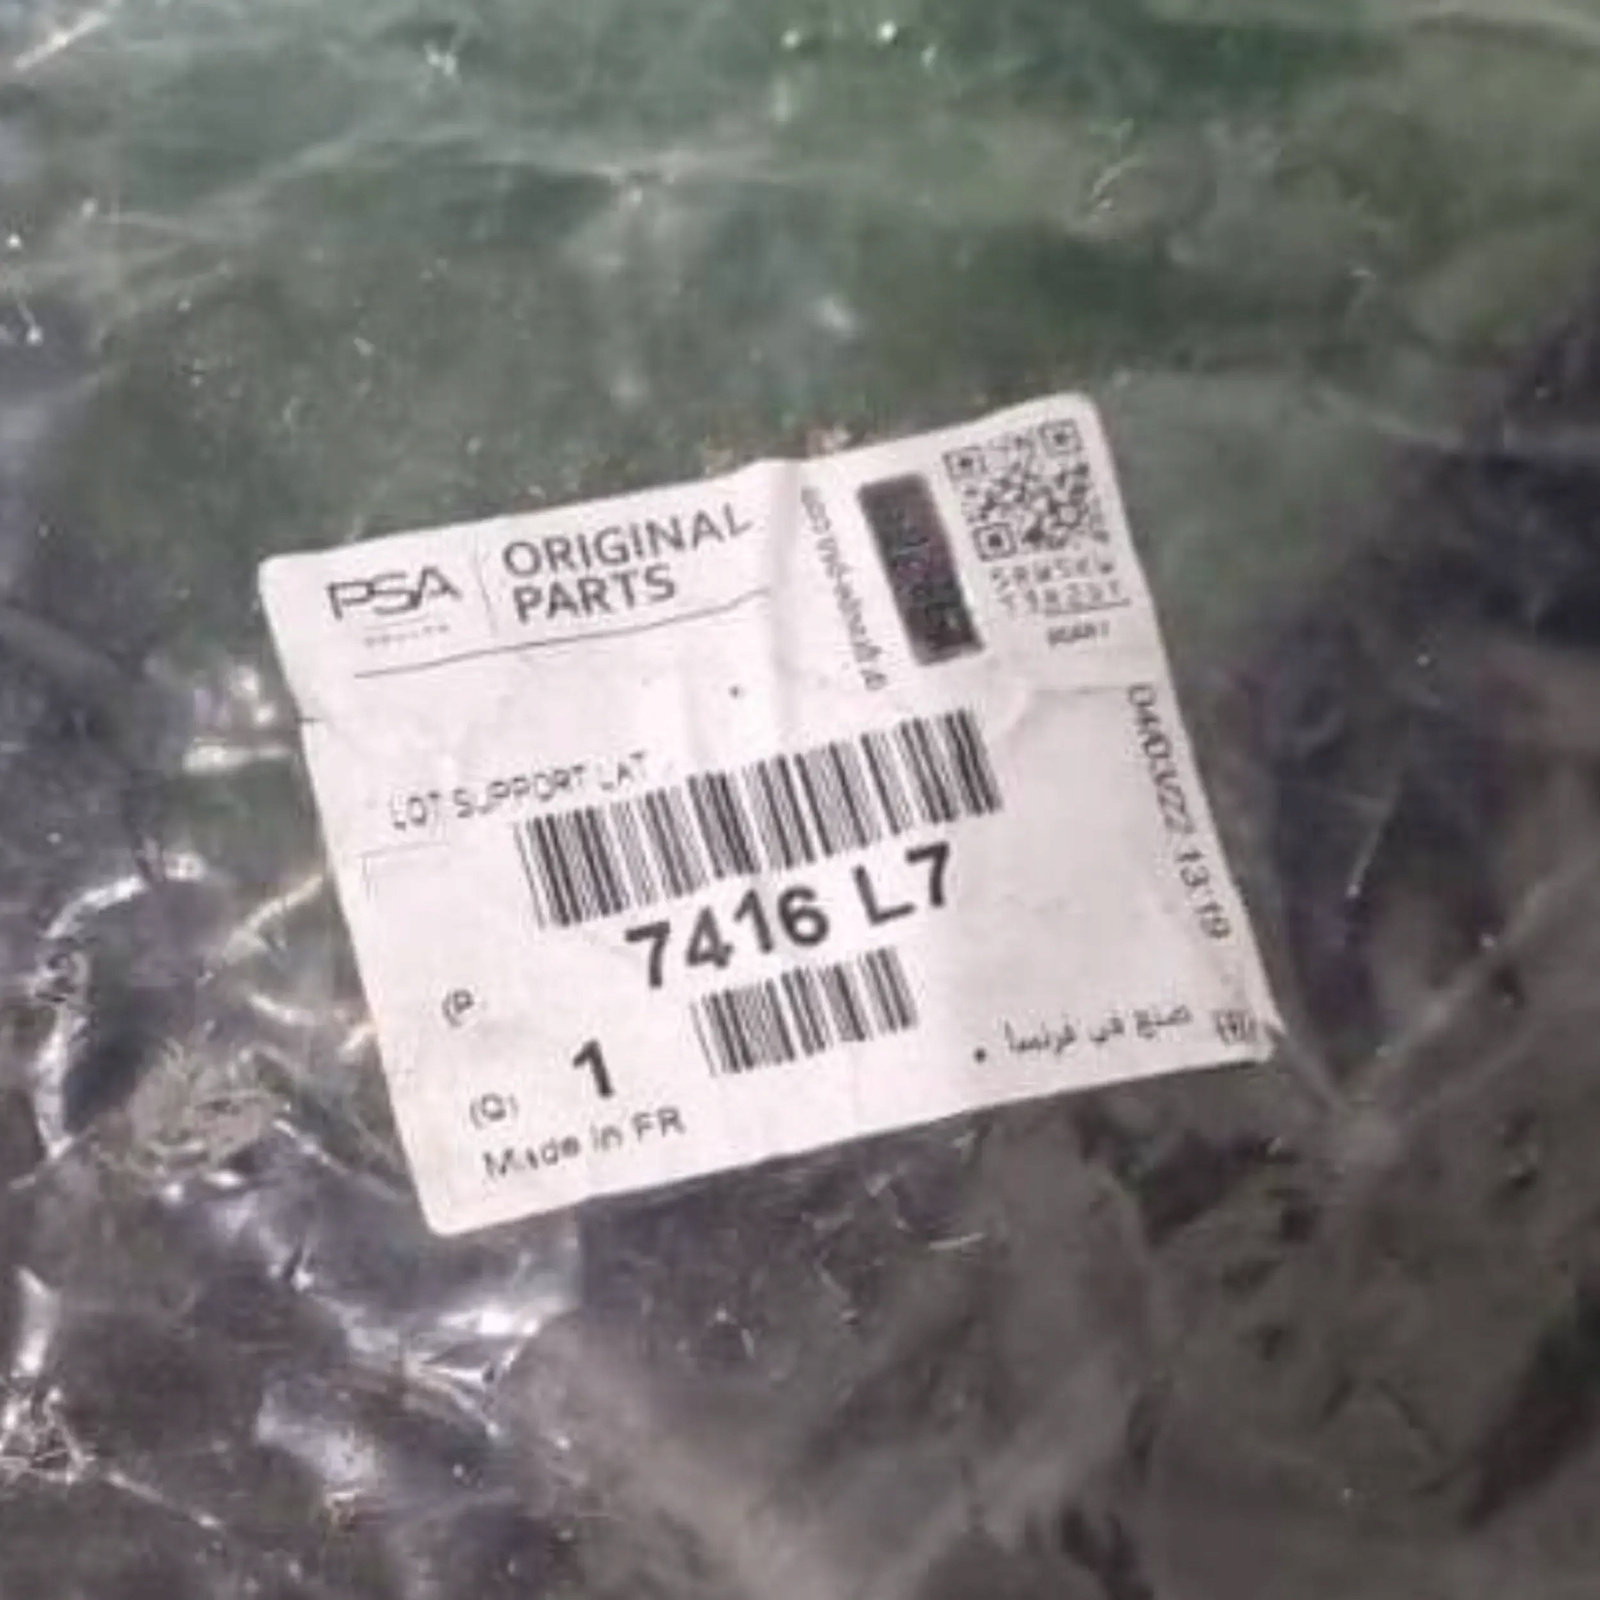 PSA
GROUPE
ORIGINAL
PARTS
LOT SUPPORT LAT
7416 L7
(P)
(Q) 1
Made in FR
صنع في فرنسا
04/03/22 13:19